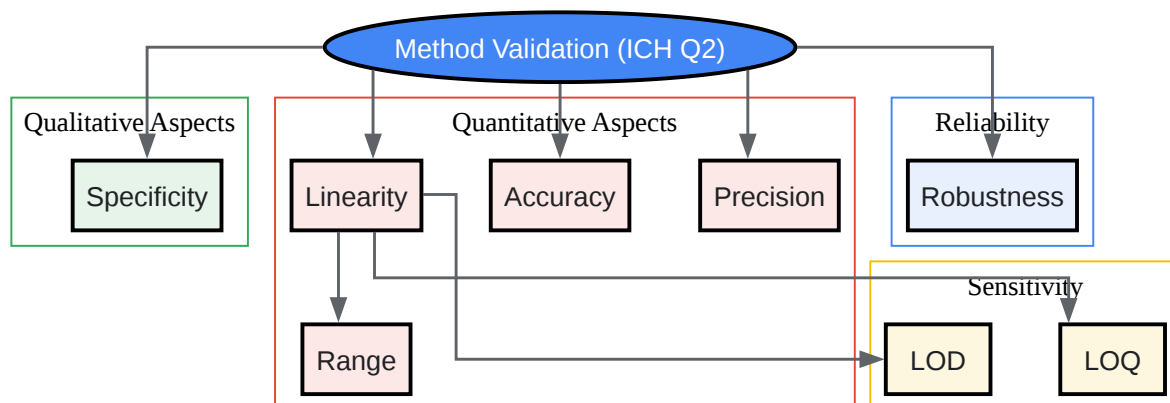 Method Validation (ICH Q2)
Qualitative Aspects
Quantitative Aspects
Reliability
Specificity
Linearity
Accuracy
Precision
Robustness
Sensitivity
Range
LOD
LOQ